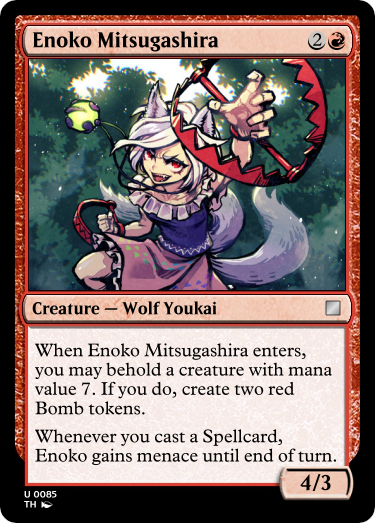 Enoko Mitsugashira 2
Creature — Wolf Youkai
When Enoko Mitsugashira enters,
you may behold a creature with mana
value 7. If you do, create two red
Bomb tokens.
Whenever you cast a Spellcard,
Enoko gains menace until end of turn.
4/3
U 0085
TH